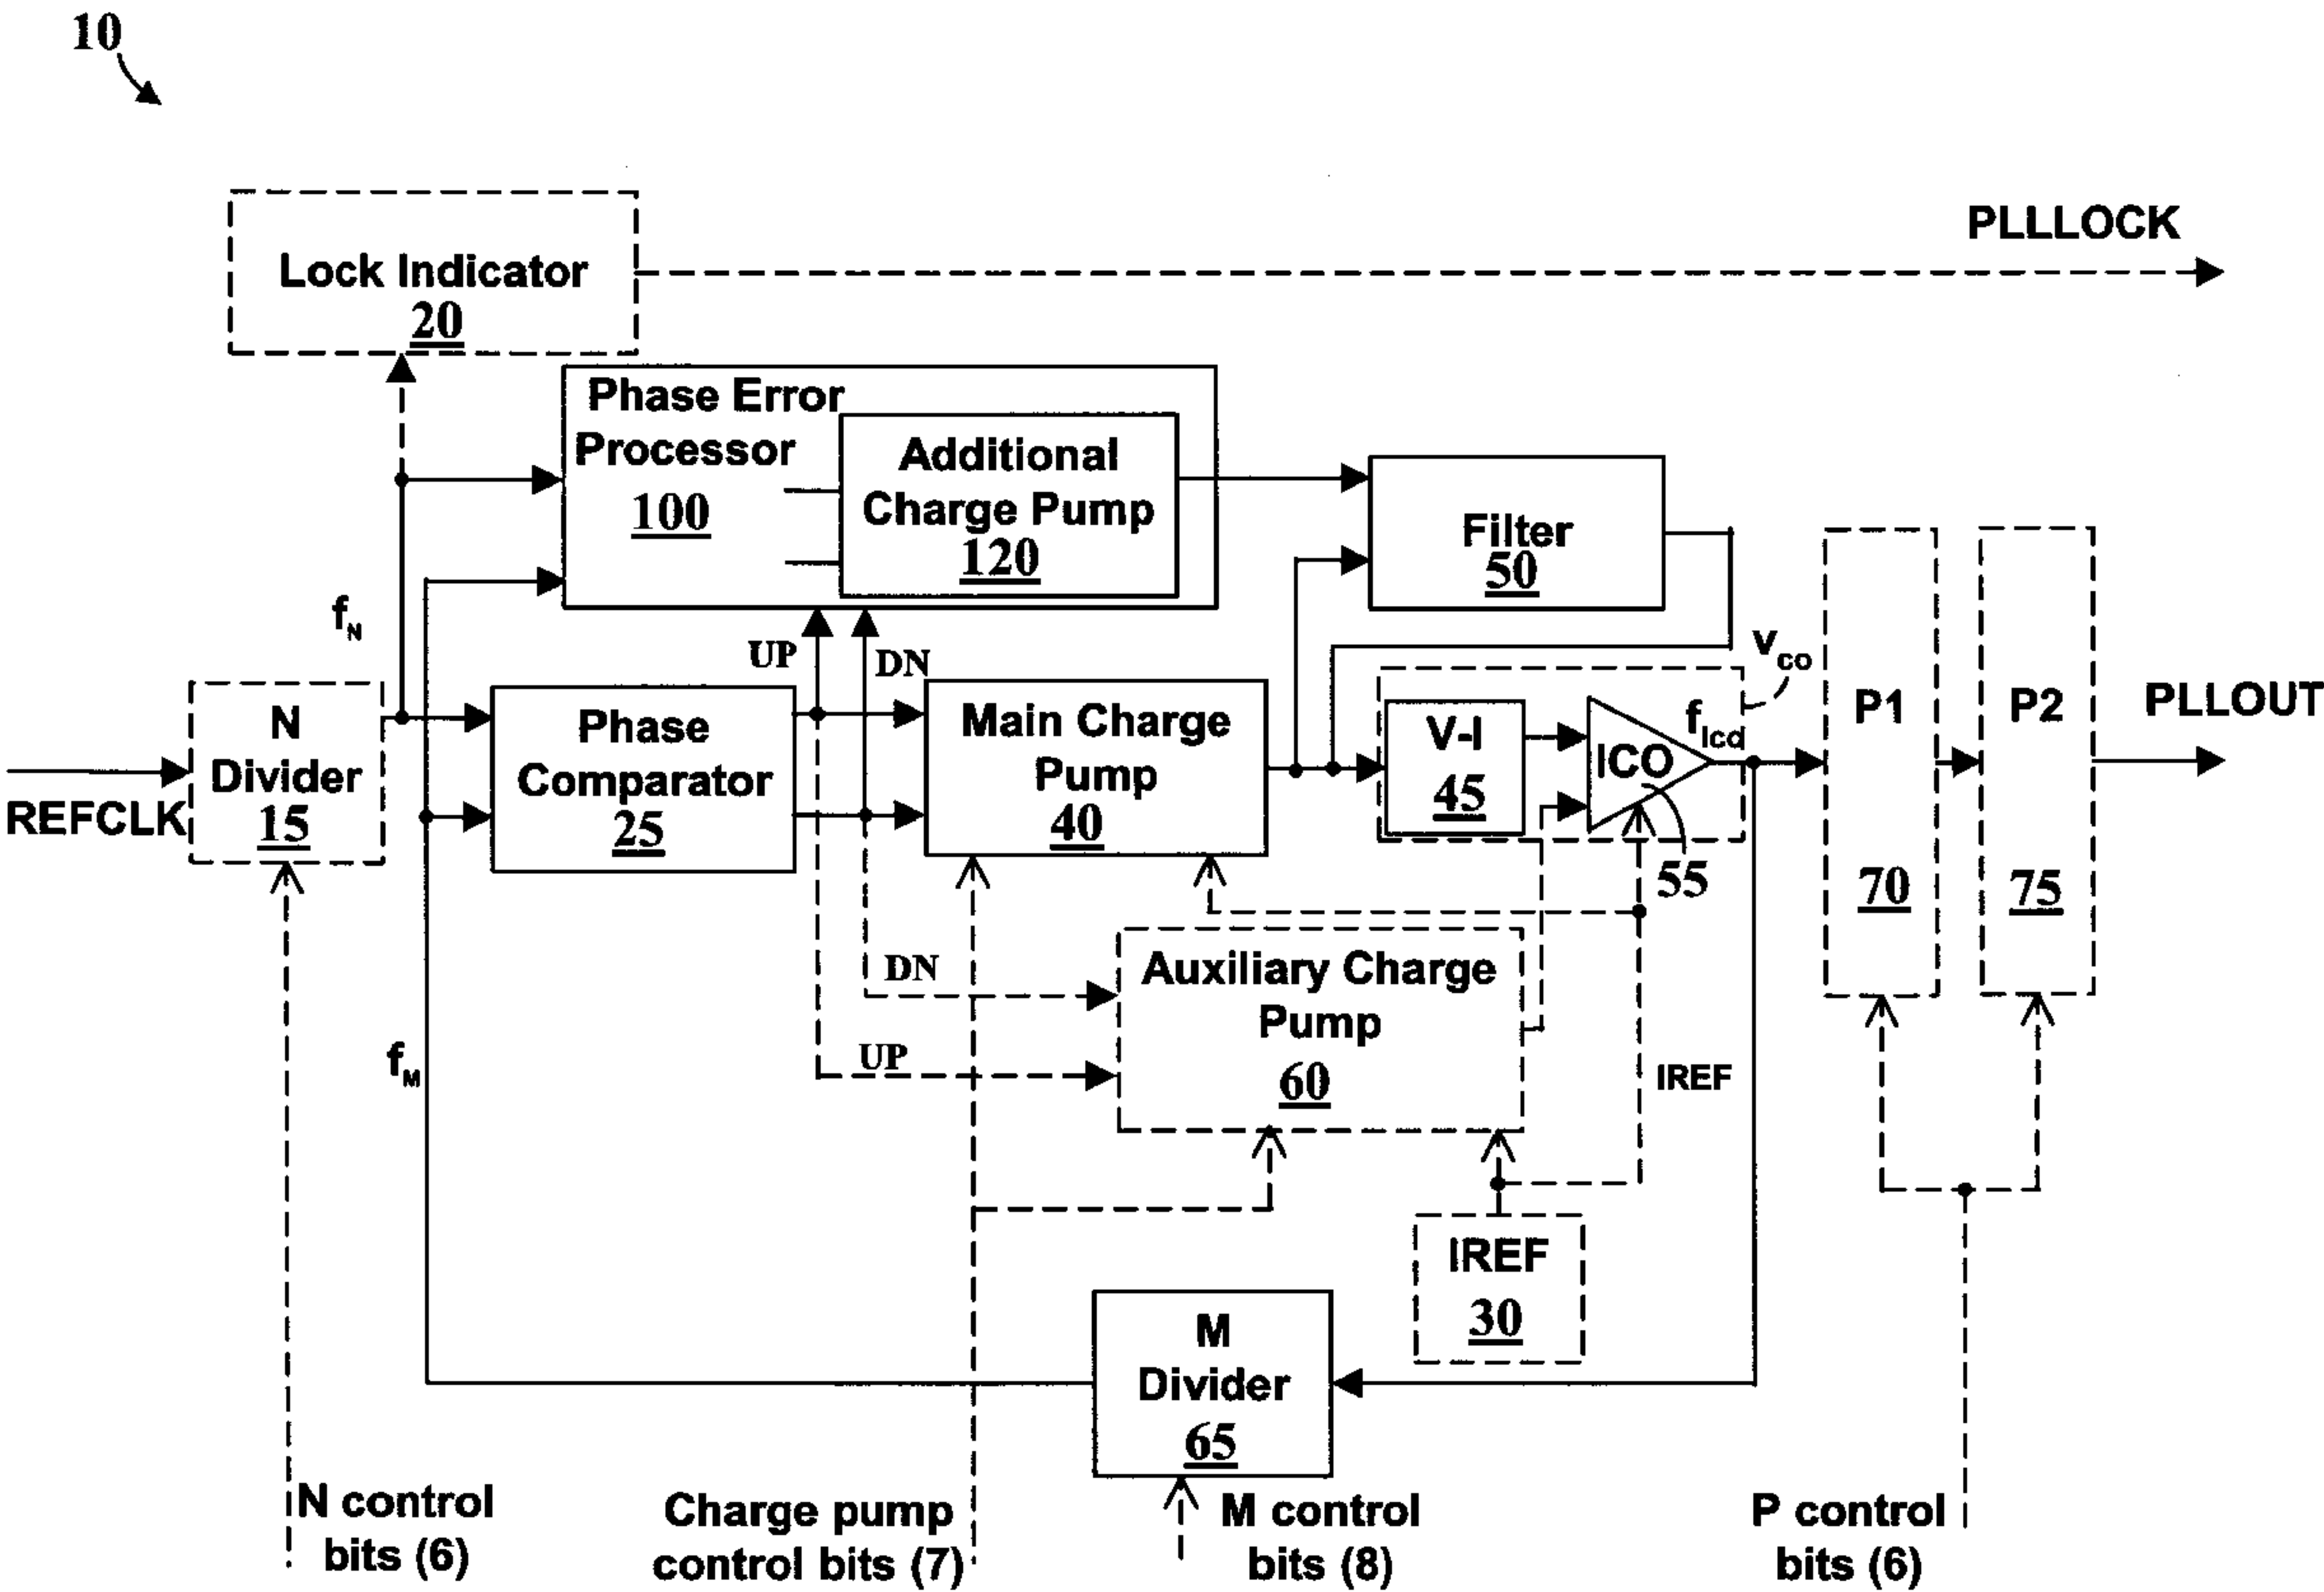 10
PLLLOCK
Lock Indicator
20
Phase Error
Processor
100
Additional
Charge Pump
120
Filter
50
fN
UP
DN
vco
N
Divider
15
REFCLK
Phase
Comparator
25
Main Charge
Pump
40
V-I
45
ICO
fIco
55
P1
70
P2
75
PLLOUT
DN
UP
Auxiliary Charge
Pump
60
IREF
fM
IREF
30
M
Divider
65
N control
bits (6)
Charge pump
control bits (7)
M control
bits (8)
P control
bits (6)